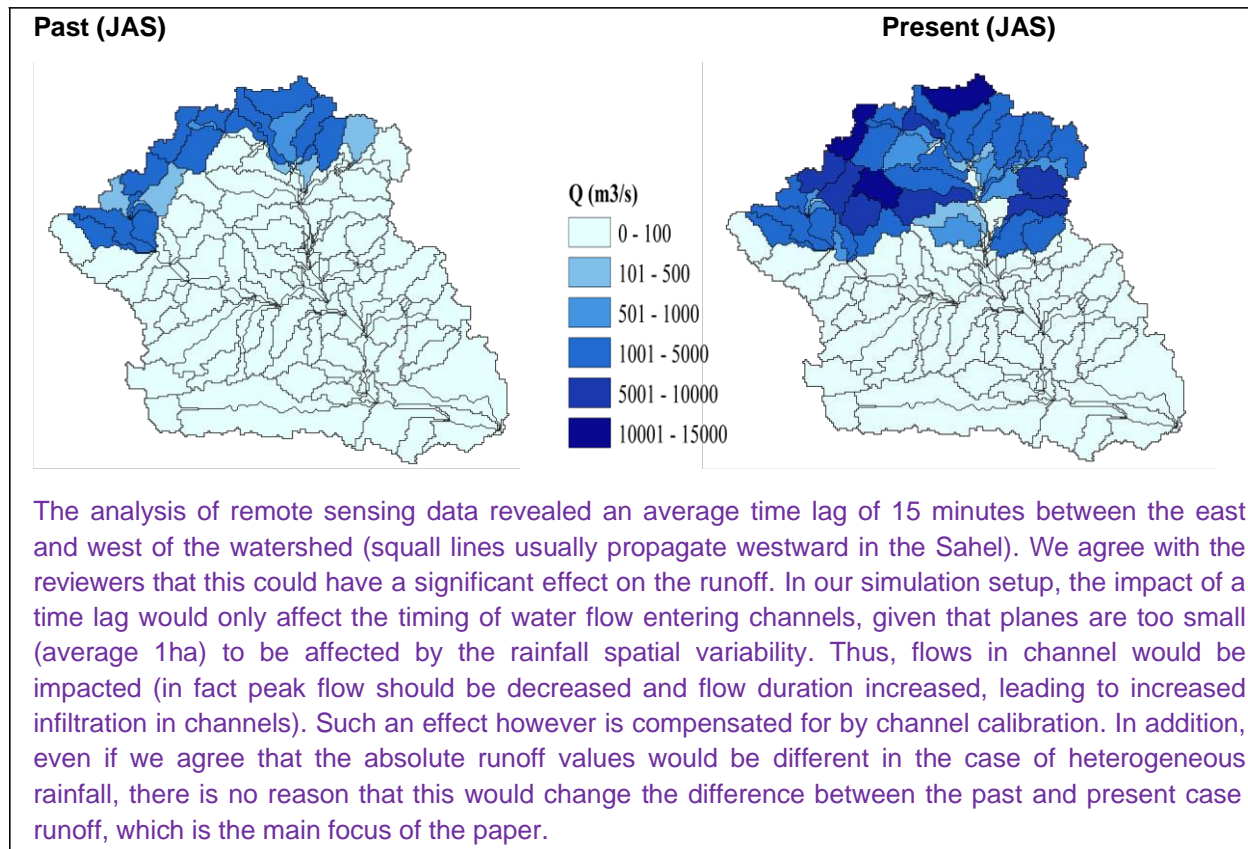 Past (JAS)
Present (JAS)
Q (m3/s)
0 - 100
101 - 500
501 - 1000
1001 - 5000
5001 - 10000
10001 - 15000
The analysis of remote sensing data revealed an average time lag of 15 minutes between the east
and west of the watershed (squall lines usually propagate westward in the Sahel). We agree with the
reviewers that this could have a significant effect on the runoff. In our simulation setup, the impact of a
time lag would only affect the timing of water flow entering channels, given that planes are too small
(average 1ha) to be affected by the rainfall spatial variability. Thus, flows in channel would be
impacted (in fact peak flow should be decreased and flow duration increased, leading to increased
infiltration in channels). Such an effect however is compensated for by channel calibration. In addition,
even if we agree that the absolute runoff values would be different in the case of heterogeneous
rainfall, there is no reason that this would change the difference between the past and present case
runoff, which is the main focus of the paper.